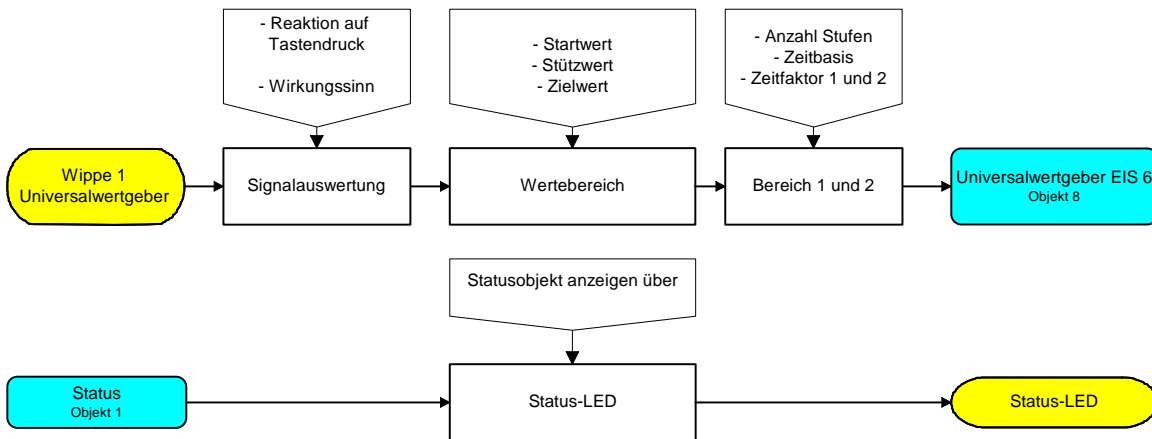 - Reaktion auf
Tastendruck
- Wirkungssinn
- Startwert
- Stützwert
- Zielwert
- Anzahl Stufen
- Zeitbasis
- Zeitfaktor 1 und 2
Wippe 1
Universalwertgeber
Signalauswertung
Wertebereich
Bereich 1 und 2
Universalwertgeber EIS 6
Objekt 8
Statusobjekt anzeigen über
Status
Objekt 1
Status-LED
Status-LED